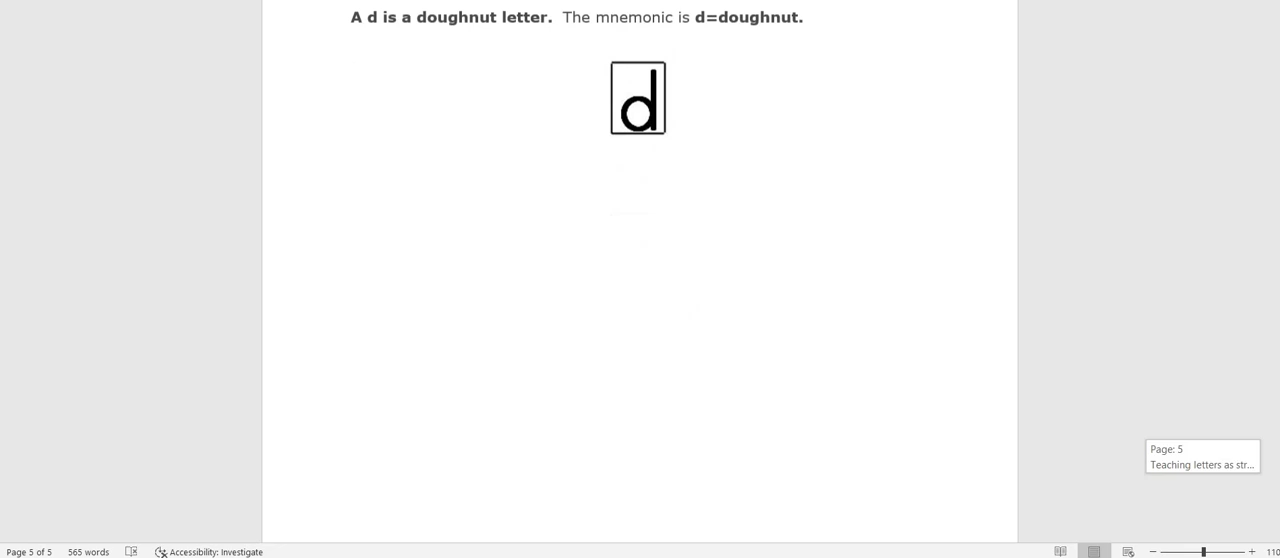 A d is a doughnut letter. The mnemonic is d=doughnut.
d
Page: 5
Teaching letters as str...
Page 5 of 5 565 words Accessibility: Investigate 110